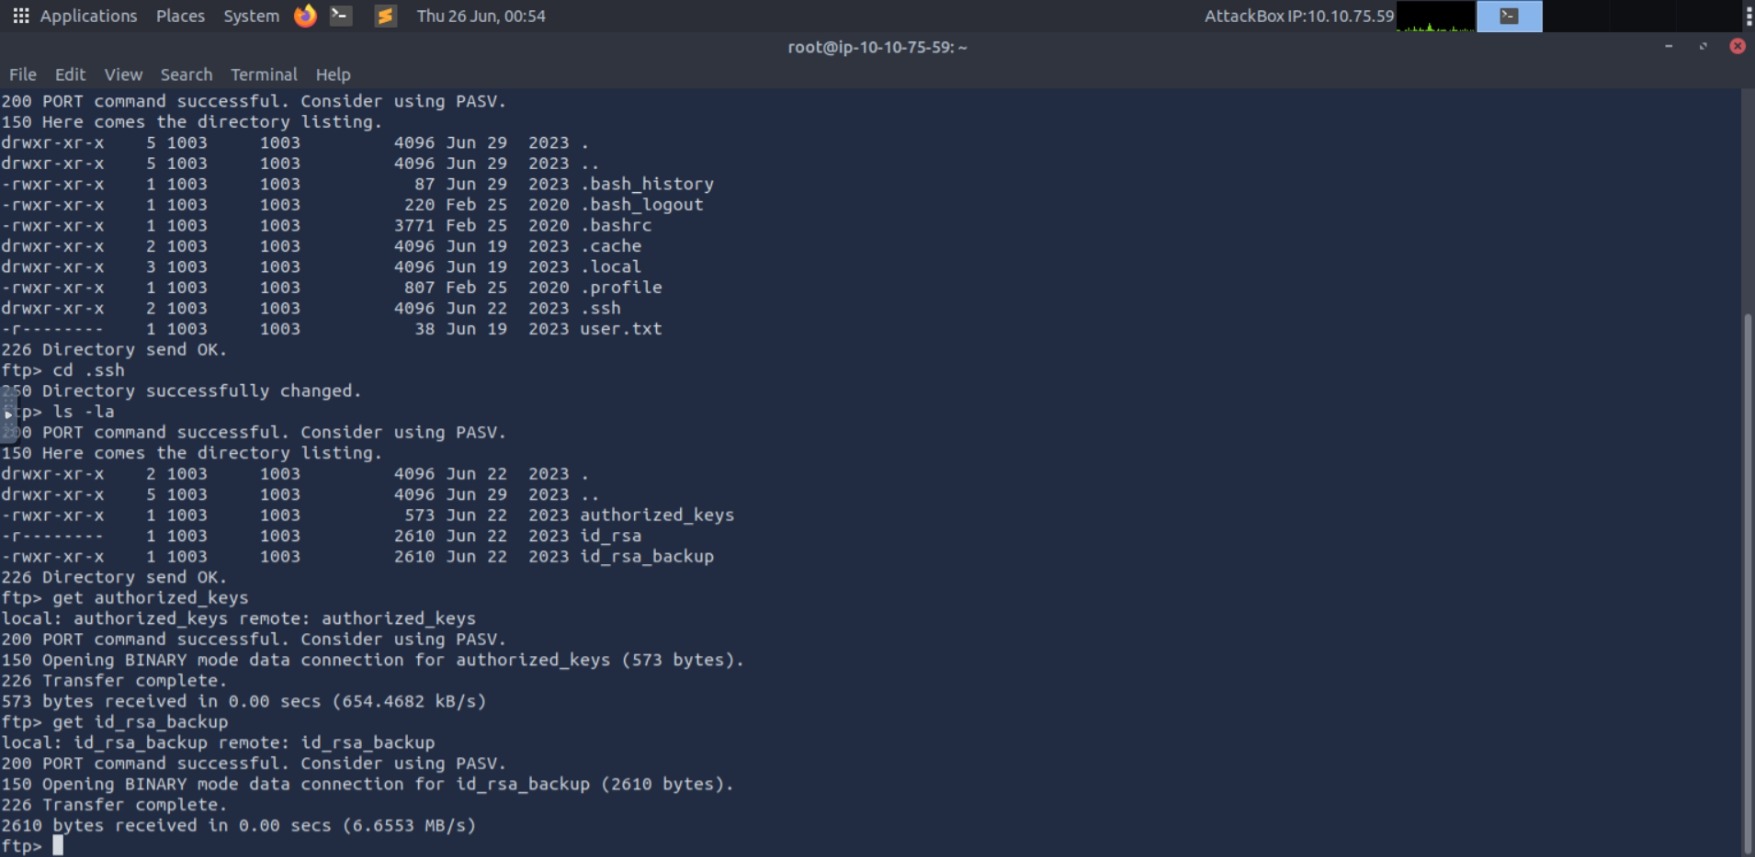 Applications Places System Thu 26 Jun, 00:54 AttackBox IP:10.10.75.59
root@ip-10-10-75-59: ~
File Edit View Search Terminal Help
200 PORT command successful. Consider using PASV.
150 Here comes the directory listing.
drwxr-xr-x    5 1003     1003         4096 Jun 29  2023 .
drwxr-xr-x    5 1003     1003         4096 Jun 29  2023 ..
-rwxr-xr-x    1 1003     1003           87 Jun 29  2023 .bash_history
-rwxr-xr-x    1 1003     1003          220 Feb 25  2020 .bash_logout
-rwxr-xr-x    1 1003     1003         3771 Feb 25  2020 .bashrc
drwxr-xr-x    2 1003     1003         4096 Jun 19  2023 .cache
drwxr-xr-x    3 1003     1003         4096 Jun 19  2023 .local
-rwxr-xr-x    1 1003     1003          807 Feb 25  2020 .profile
drwxr-xr-x    2 1003     1003         4096 Jun 22  2023 .ssh
-r--------    1 1003     1003           38 Jun 19  2023 user.txt
226 Directory send OK.
ftp> cd .ssh
250 Directory successfully changed.
ftp> ls -la
200 PORT command successful. Consider using PASV.
150 Here comes the directory listing.
drwxr-xr-x    2 1003     1003         4096 Jun 22  2023 .
drwxr-xr-x    5 1003     1003         4096 Jun 29  2023 ..
-rwxr-xr-x    1 1003     1003          573 Jun 22  2023 authorized_keys
-r--------    1 1003     1003         2610 Jun 22  2023 id_rsa
-rwxr-xr-x    1 1003     1003         2610 Jun 22  2023 id_rsa_backup
226 Directory send OK.
ftp> get authorized_keys
local: authorized_keys remote: authorized_keys
200 PORT command successful. Consider using PASV.
150 Opening BINARY mode data connection for authorized_keys (573 bytes).
226 Transfer complete.
573 bytes received in 0.00 secs (654.4682 kB/s)
ftp> get id_rsa_backup
local: id_rsa_backup remote: id_rsa_backup
200 PORT command successful. Consider using PASV.
150 Opening BINARY mode data connection for id_rsa_backup (2610 bytes).
226 Transfer complete.
2610 bytes received in 0.00 secs (6.6553 MB/s)
ftp>